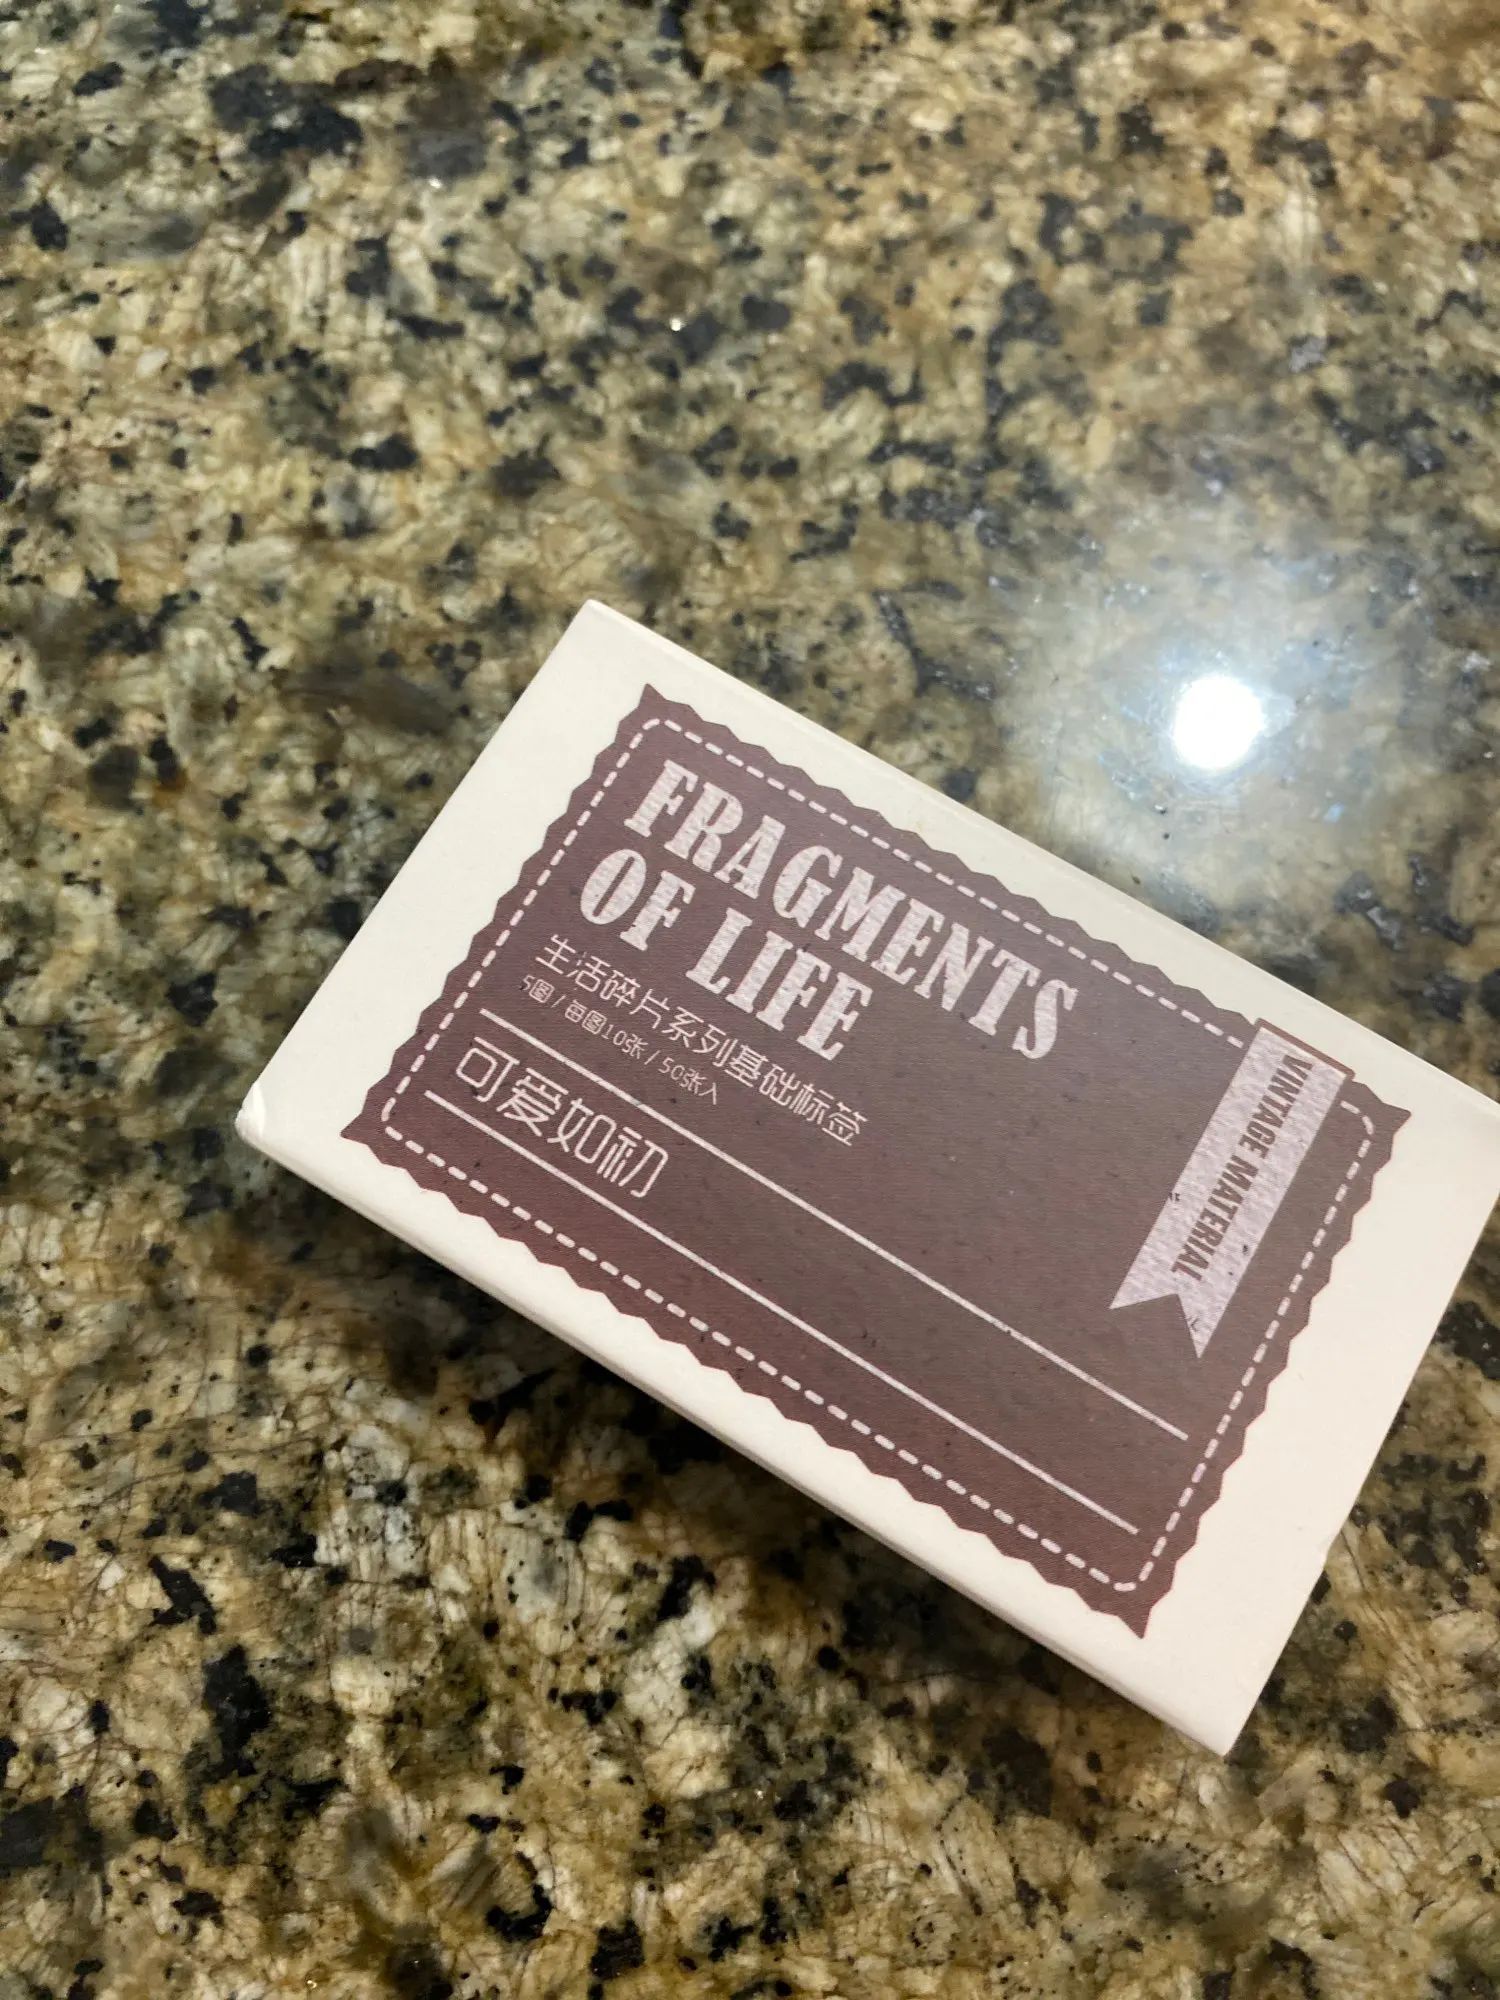 FRAGMENTS
OF LIFE
生活碎片系列基础标签
5图 / 每图10张 / 50张入
可爱如初
VINTAGE MATERIAL